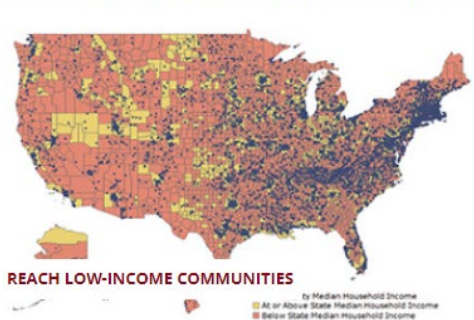 REACH LOW-INCOME COMMUNITIES
by Median Household Income
At or Above State Median Household Income
Below State Median Household Income